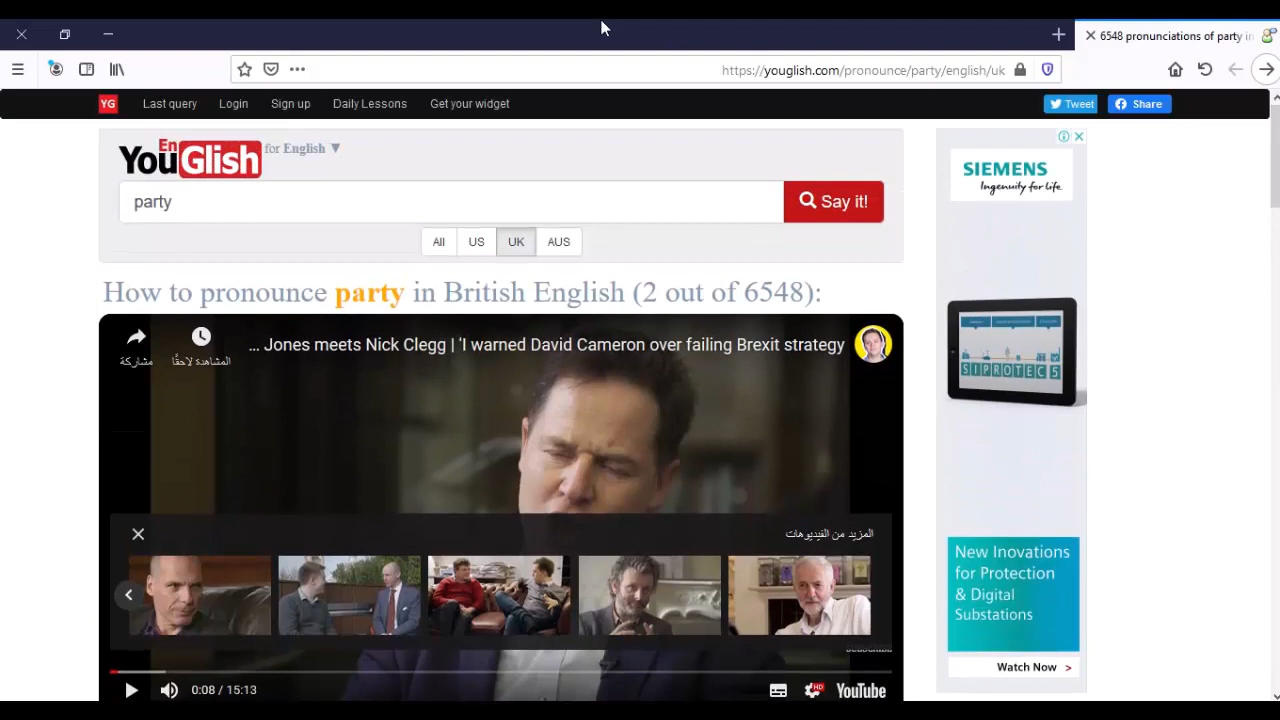 6548 pronunciations of party in
https://youglish.com/pronounce/party/english/uk
YG Last query Login Sign up Daily Lessons Get your widget Tweet Share
YouGlish En for English ▼
party Say it!
All US UK AUS
How to pronounce party in British English (2 out of 6548):
... Jones meets Nick Clegg | 'I warned David Cameron over failing Brexit strategy
مشاركة المشاهدة لاحقًا
المزيد من الفيديوهات
0:08 / 15:13 HD YouTube
SIEMENS
Ingenuity for life.
SIPROTEC 5
New Inovations
for Protection
& Digital
Substations
Watch Now >